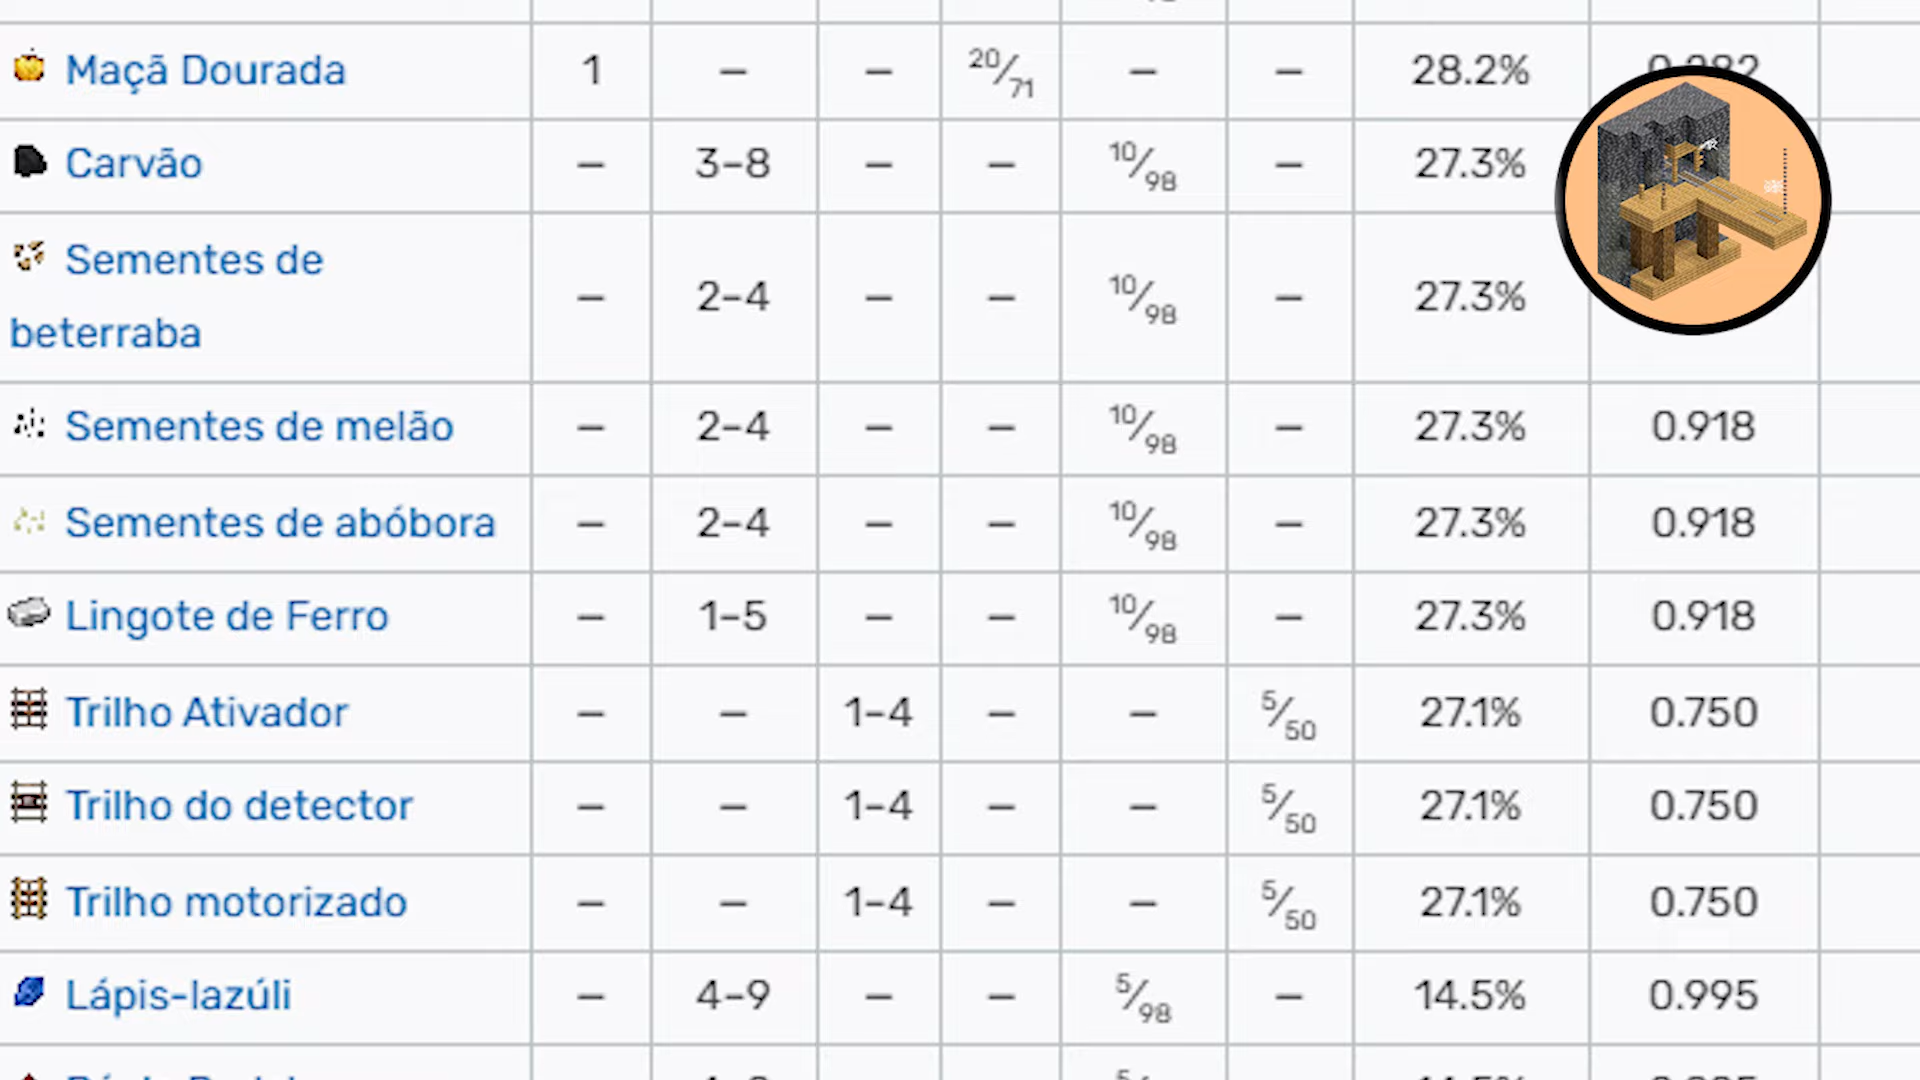 Maçã Dourada 1 – – 20/71 – – 28.2%
Carvão – 3–8 – – 10/98 – 27.3%
Sementes de
beterraba – 2–4 – – 10/98 – 27.3%
Sementes de melão – 2–4 – – 10/98 – 27.3% 0.918
Sementes de abóbora – 2–4 – – 10/98 – 27.3% 0.918
Lingote de Ferro – 1–5 – – 10/98 – 27.3% 0.918
Trilho Ativador – – 1–4 – – 5/50 27.1% 0.750
Trilho do detector – – 1–4 – – 5/50 27.1% 0.750
Trilho motorizado – – 1–4 – – 5/50 27.1% 0.750
Lápis-lazúli – 4–9 – – 5/98 – 14.5% 0.995